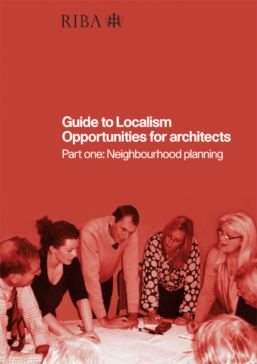 RIBA
Guide to Localism
Opportunities for architects
Part one: Neighbourhood planning